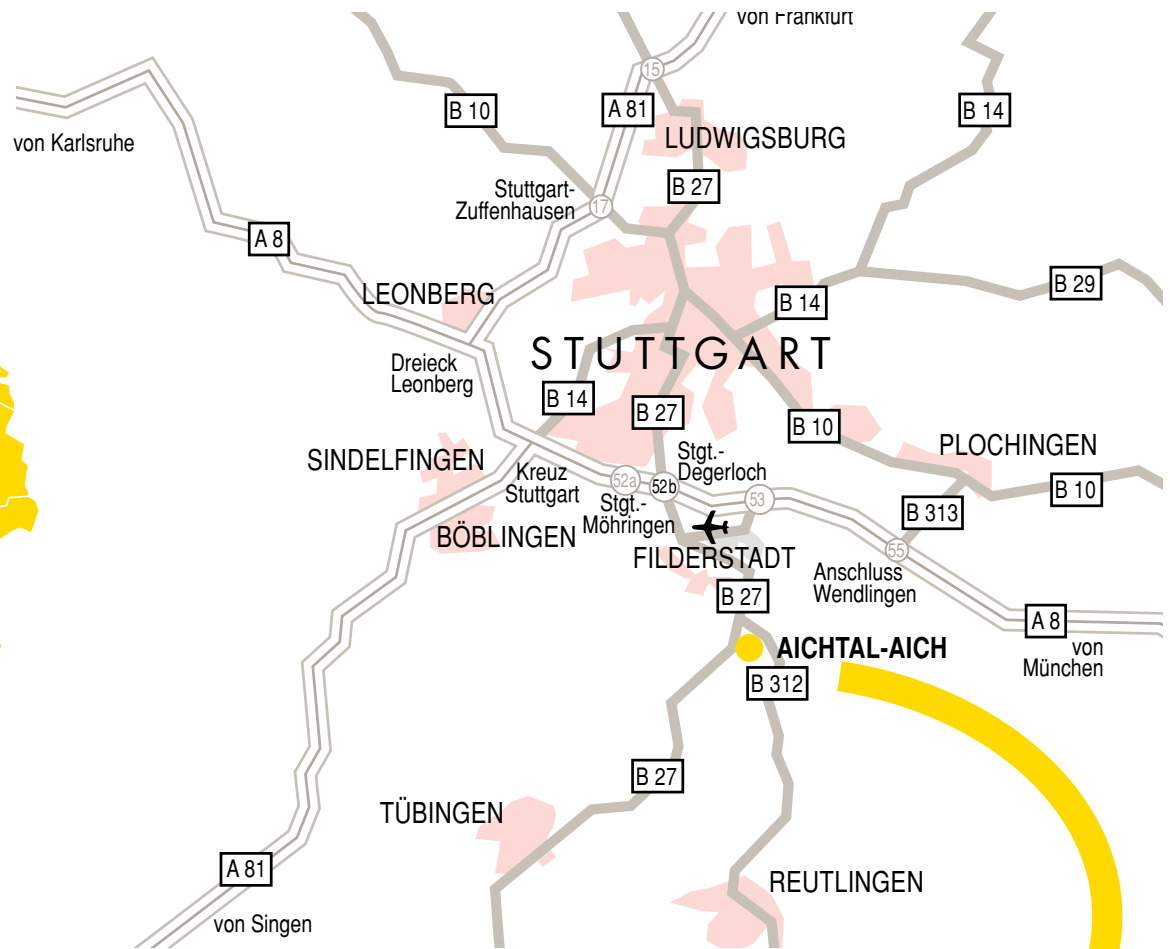 von Frankfurt
15
B 10
A 81
B 14
LUDWIGSBURG
von Karlsruhe
B 27
Stuttgart-
Zuffenhausen
17
A 8
B 29
LEONBERG
B 14
STUTTGART
Dreieck
Leonberg
B 14
B 27
B 10
PLOCHINGEN
SINDELFINGEN
Stgt.-
Degerloch
Kreuz
Stuttgart
52a
52b
53
B 10
Stgt.-
Möhringen
B 313
BÖBLINGEN
FILDERSTADT
55
Anschluss
Wendlingen
B 27
A 8
AICHTAL-AICH
von
München
B 312
B 27
TÜBINGEN
A 81
REUTLINGEN
von Singen